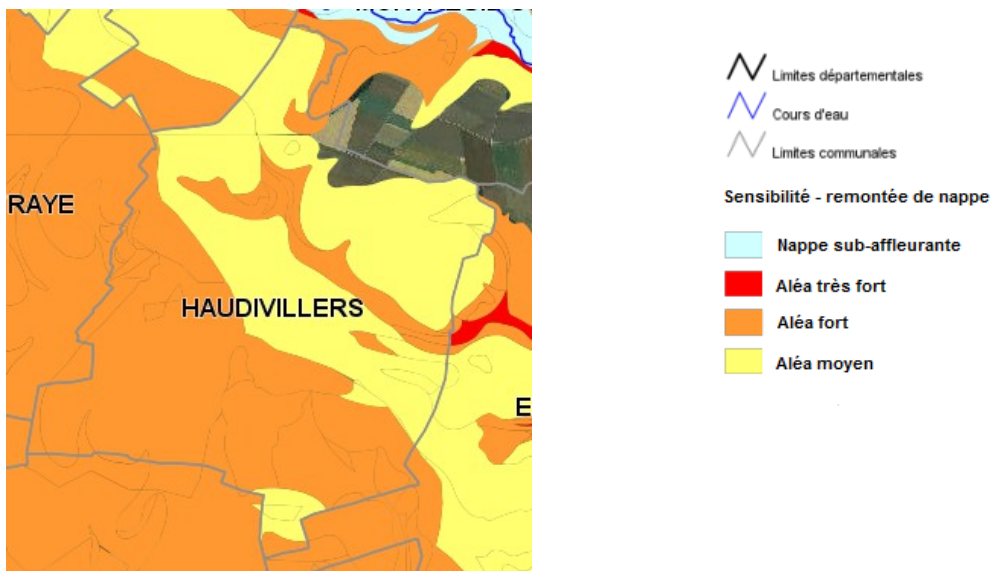 RAYE
HAUDIVILLERS
E
Limites départementales
Cours d'eau
Limites communales
Sensibilité - remontée de nappe
Nappe sub-affleurante
Aléa très fort
Aléa fort
Aléa moyen